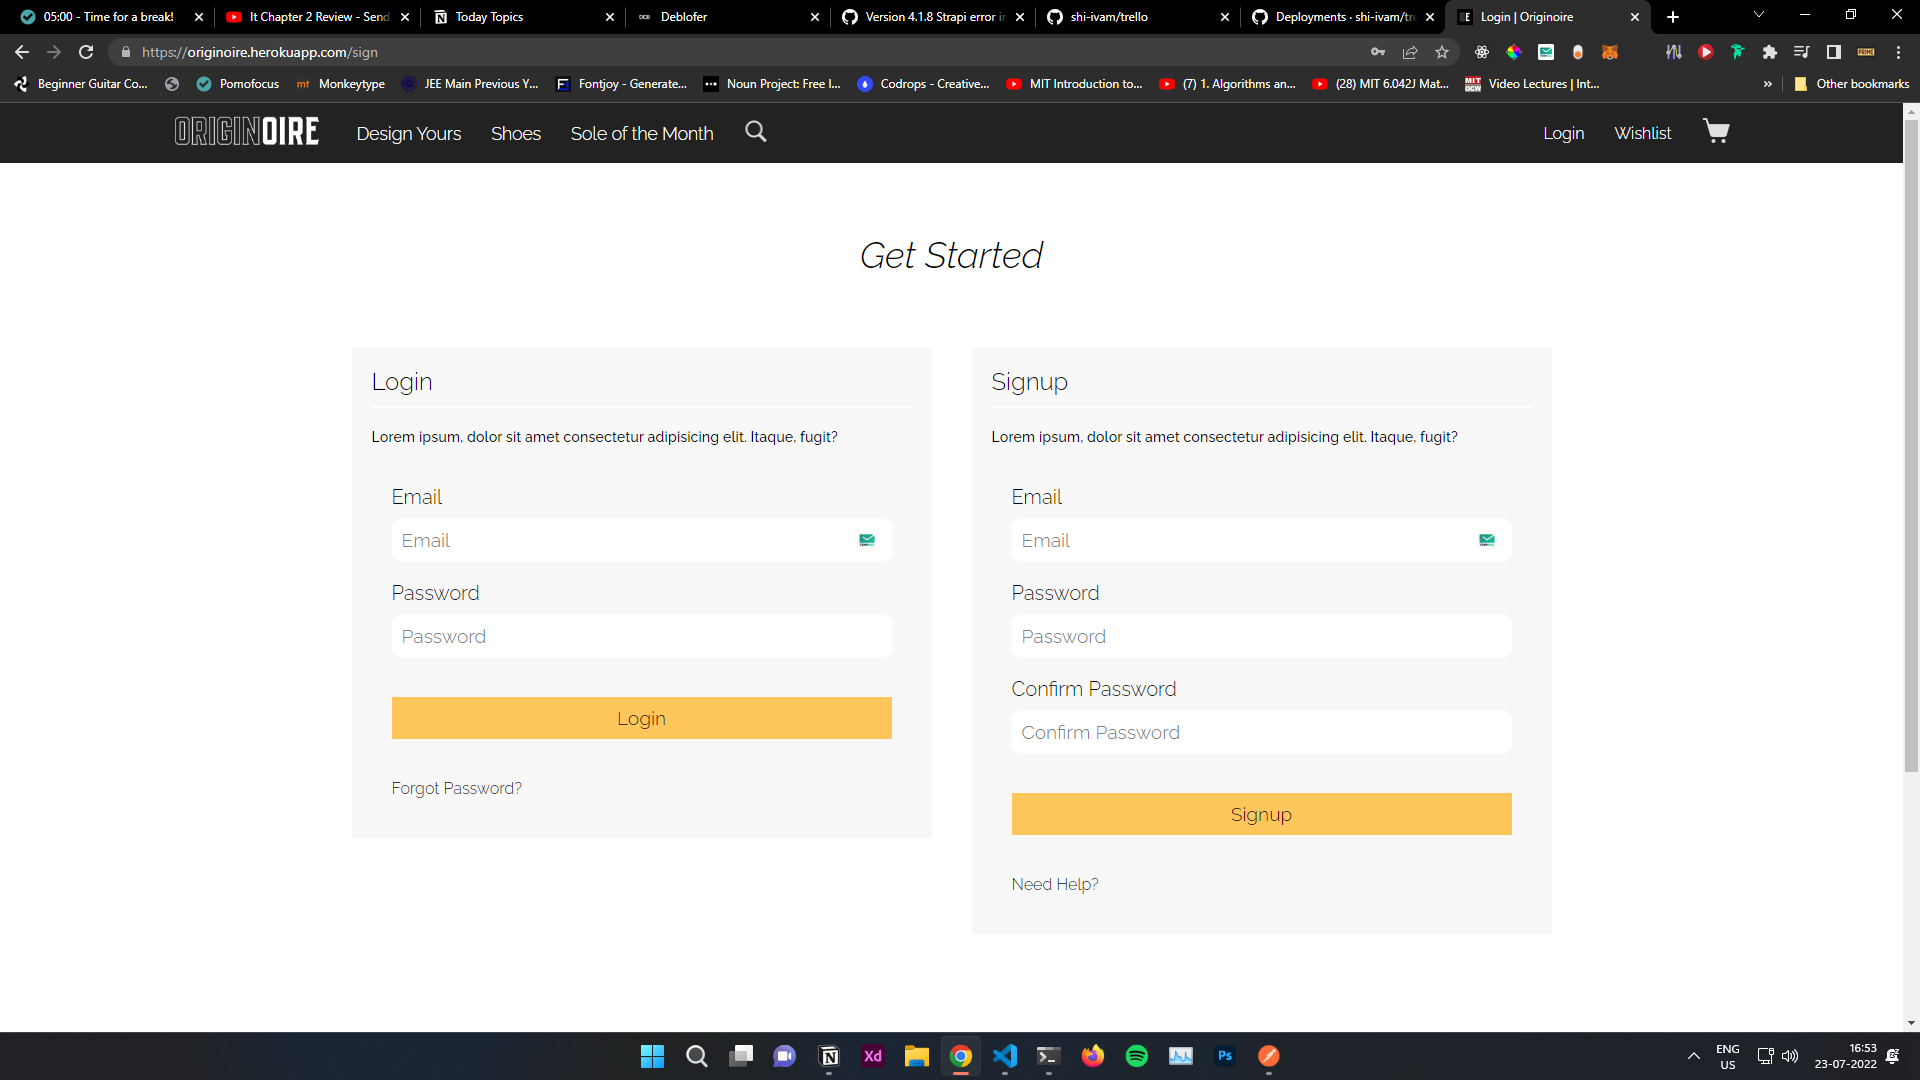 05:00 - Time for a break!
It Chapter 2 Review - Send
Today Topics
Deblofer
Version 4.1.8 Strapi error in
shi-ivam/trello
Deployments · shi-ivam/tre
Login | Originoire
https://originoire.herokuapp.com/sign
Beginner Guitar Co...
Pomofocus
mt Monkeytype
JEE Main Previous Y...
Fontjoy - Generate...
Noun Project: Free I...
Codrops - Creative...
MIT Introduction to...
(7) 1. Algorithms an...
(28) MIT 6.042J Mat...
Video Lectures | Int...
»
Other bookmarks
ORIGINOIRE
Design Yours
Shoes
Sole of the Month
Login
Wishlist
Get Started
Login
Lorem ipsum, dolor sit amet consectetur adipisicing elit. Itaque, fugit?
Email
Email
Password
Password
Login
Forgot Password?
Signup
Lorem ipsum, dolor sit amet consectetur adipisicing elit. Itaque, fugit?
Email
Email
Password
Password
Confirm Password
Confirm Password
Signup
Need Help?
Xd
Ps
ENG
US
16:53
23-07-2022